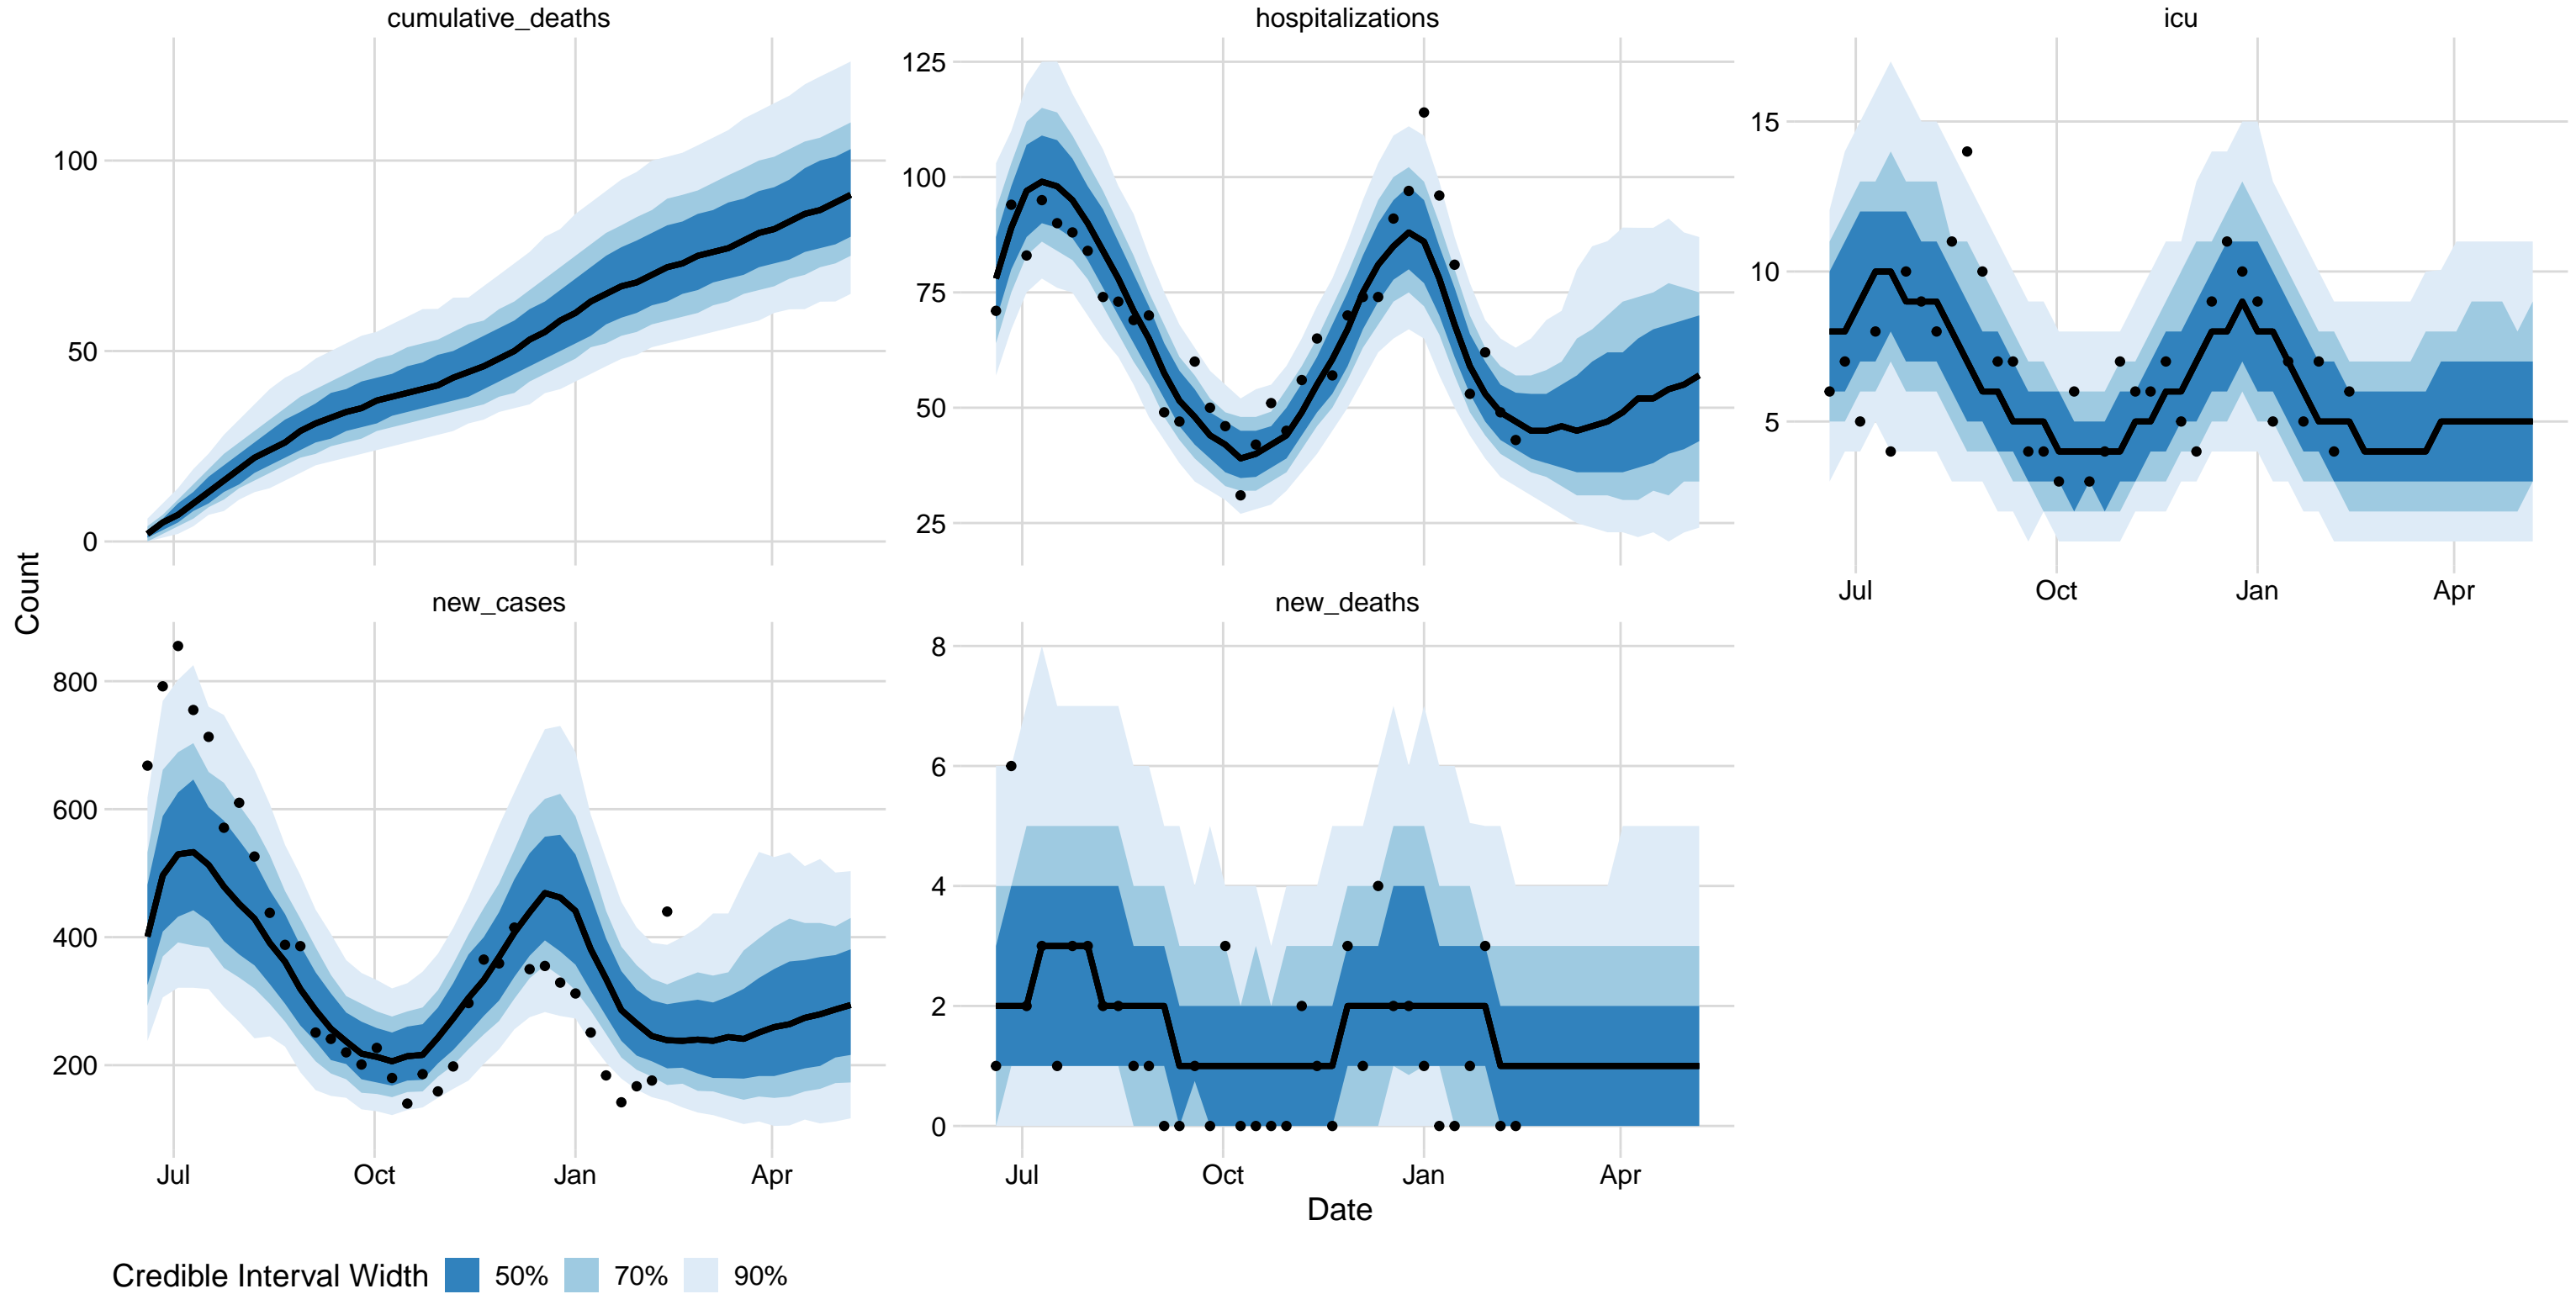 cumulative_deaths
hospitalizations
icu
100
50
0
125
100
75
50
25
15
10
5
Jul Oct Jan Apr
Count
new_cases
new_deaths
800
600
400
200
8
6
4
2
0
Jul Oct Jan Apr
Jul Oct Jan Apr
Date
Credible Interval Width 50% 70% 90%